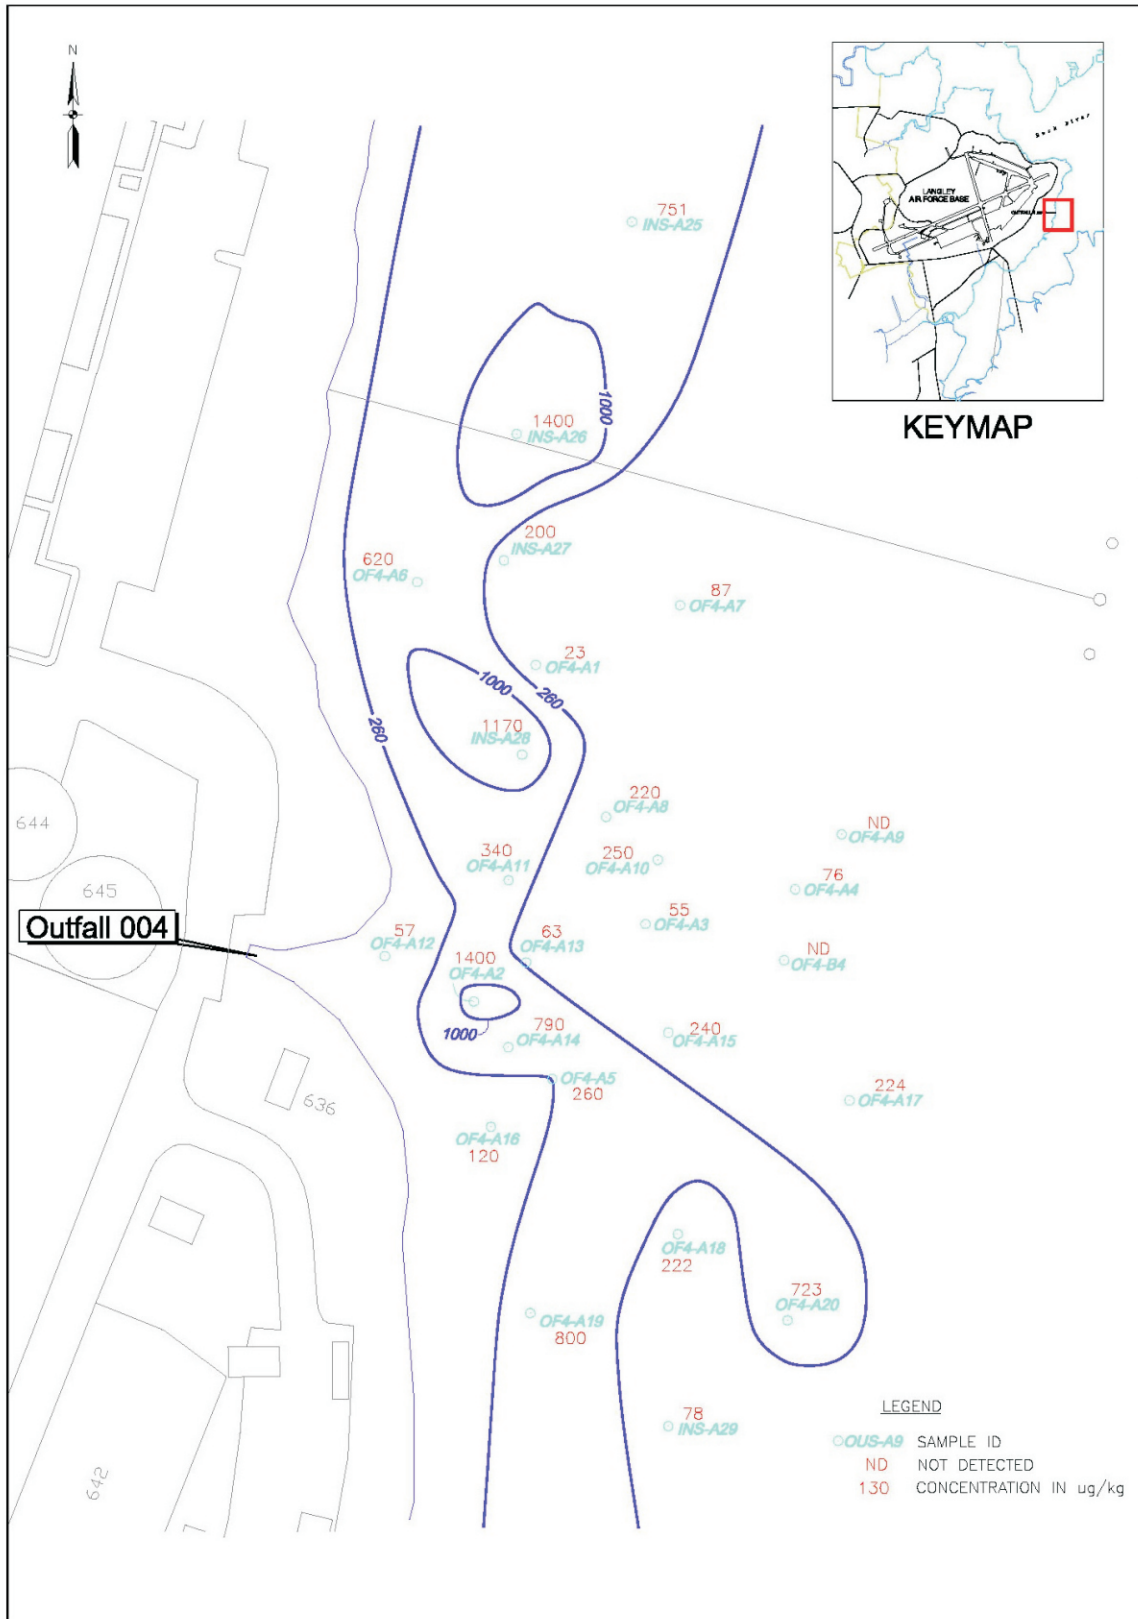 N
Back River
LANGLEY
AIR FORCE BASE
KEYMAP
751
INS-A25
1000
1400
INS-A26
200
INS-A27
620
OF4-A6
87
OF4-A7
23
OF4-A1
1000
260
260
1170
INS-A28
220
OF4-A8
ND
OF4-A9
644
340
OF4-A11
250
OF4-A10
76
OF4-A4
645
55
OF4-A3
Outfall 004
57
OF4-A12
63
OF4-A13
ND
OF4-B4
1400
OF4-A2
1000
790
OF4-A14
240
OF4-A15
OF4-A5
260
224
OF4-A17
636
OF4-A16
120
OF4-A18
222
723
OF4-A20
OF4-A19
800
78
INS-A29
642
LEGEND
OUS-A9 SAMPLE ID
ND NOT DETECTED
130 CONCENTRATION IN ug/kg